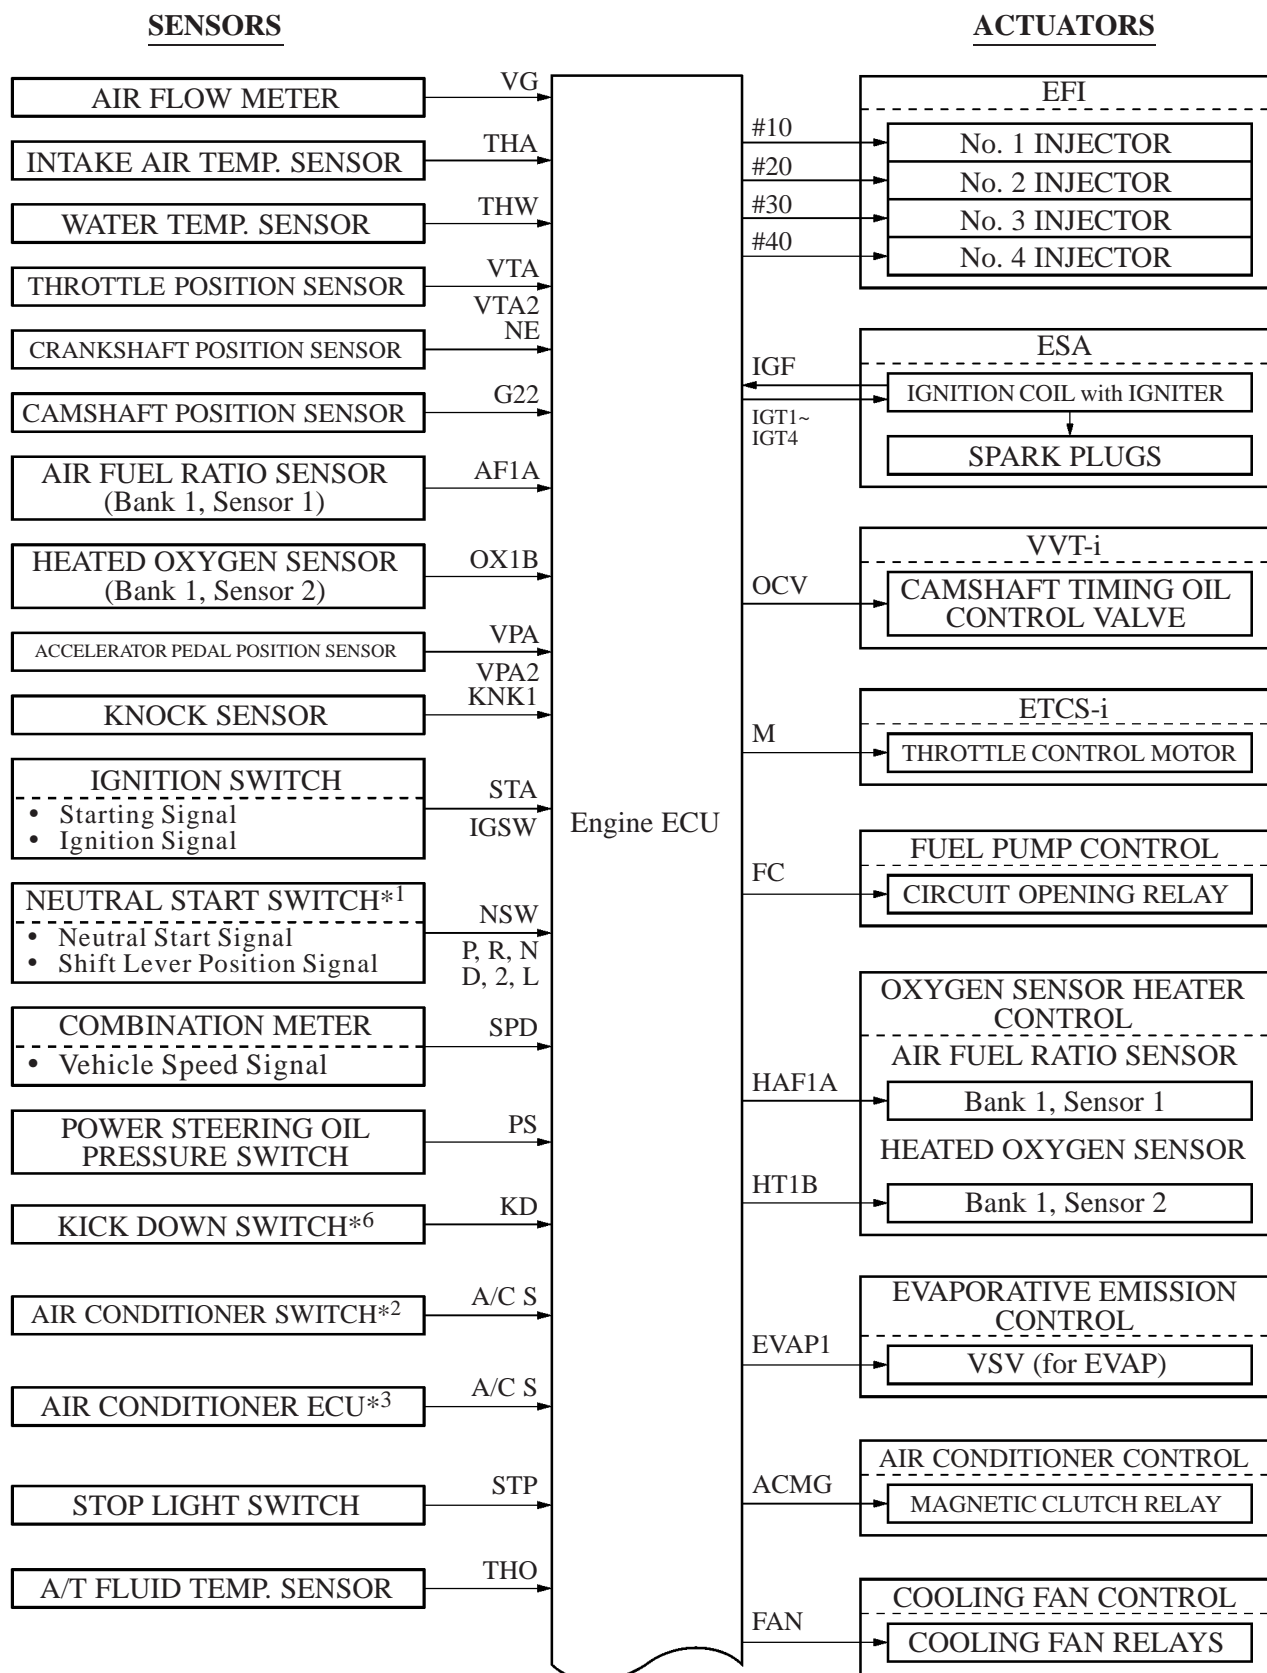 SENSORS
AIR FLOW METER
VG
INTAKE AIR TEMP. SENSOR
THA
WATER TEMP. SENSOR
THW
THROTTLE POSITION SENSOR
VTA
VTA2
CRANKSHAFT POSITION SENSOR
NE
CAMSHAFT POSITION SENSOR
G22
AIR FUEL RATIO SENSOR
(Bank 1, Sensor 1)
AF1A
HEATED OXYGEN SENSOR
(Bank 1, Sensor 2)
OX1B
ACCELERATOR PEDAL POSITION SENSOR
VPA
VPA2
KNOCK SENSOR
KNK1
IGNITION SWITCH
• Starting Signal
• Ignition Signal
STA
IGSW
NEUTRAL START SWITCH*1
• Neutral Start Signal
• Shift Lever Position Signal
NSW
P, R, N
D, 2, L
COMBINATION METER
• Vehicle Speed Signal
SPD
POWER STEERING OIL
PRESSURE SWITCH
PS
KICK DOWN SWITCH*6
KD
AIR CONDITIONER SWITCH*2
A/C S
AIR CONDITIONER ECU*3
A/C S
STOP LIGHT SWITCH
STP
A/T FLUID TEMP. SENSOR
THO
Engine ECU
ACTUATORS
EFI
#10
No. 1 INJECTOR
#20
No. 2 INJECTOR
#30
No. 3 INJECTOR
#40
No. 4 INJECTOR
ESA
IGF
IGNITION COIL with IGNITER
IGT1~
IGT4
SPARK PLUGS
VVT-i
OCV
CAMSHAFT TIMING OIL
CONTROL VALVE
ETCS-i
M
THROTTLE CONTROL MOTOR
FUEL PUMP CONTROL
FC
CIRCUIT OPENING RELAY
OXYGEN SENSOR HEATER
CONTROL
AIR FUEL RATIO SENSOR
HAF1A
Bank 1, Sensor 1
HEATED OXYGEN SENSOR
HT1B
Bank 1, Sensor 2
EVAPORATIVE EMISSION
CONTROL
EVAP1
VSV (for EVAP)
AIR CONDITIONER CONTROL
ACMG
MAGNETIC CLUTCH RELAY
COOLING FAN CONTROL
FAN
COOLING FAN RELAYS